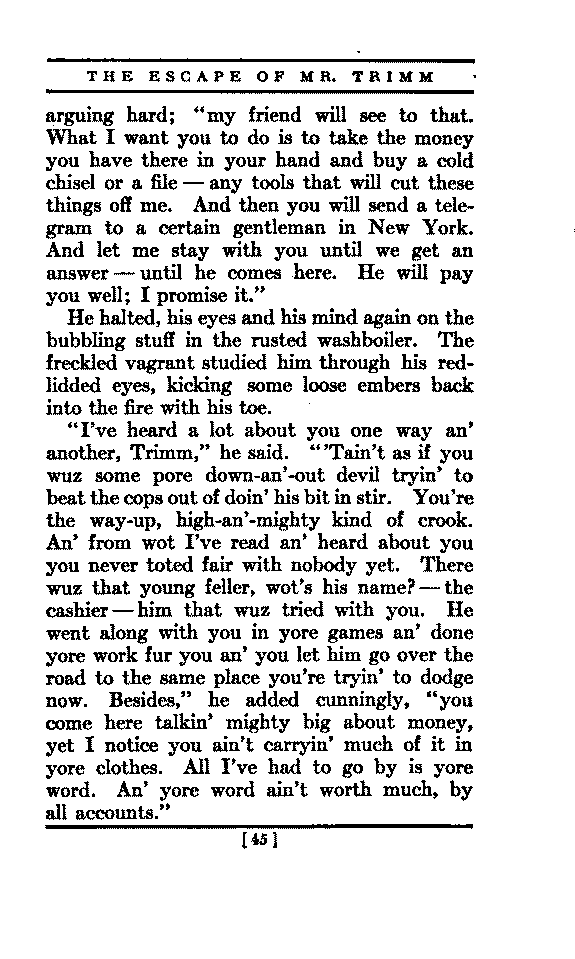 THE ESCAPE OF MR. TRIMM
arguing hard; “my friend will see to that.
What I want you to do is to take the money
you have there in your hand and buy a cold
chisel or a file — any tools that will cut these
things off me. And then you will send a tele-
gram to a certain gentleman in New York.
And let me stay with you until we get an
answer — until he comes here. He will pay
you well; I promise it.”
He halted, his eyes and his mind again on the
bubbling stuff in the rusted washboiler. The
freckled vagrant studied him through his red-
lidded eyes, kicking some loose embers back
into the fire with his toe.
“I’ve heard a lot about you one way an’
another, Trimm,” he said. “’Tain’t as if you
wuz some pore down-an’-out devil tryin’ to
beat the cops out of doin’ his bit in stir. You’re
the way-up, high-an’-mighty kind of crook.
An’ from wot I’ve read an’ heard about you
you never toted fair with nobody yet. There
wuz that young feller, wot’s his name? — the
cashier — him that wuz tried with you. He
went along with you in yore games an’ done
yore work fur you an’ you let him go over the
road to the same place you’re tryin’ to dodge
now. Besides,” he added cunningly, “you
come here talkin’ mighty big about money,
yet I notice you ain’t carryin’ much of it in
yore clothes. All I’ve had to go by is yore
word. An’ yore word ain’t worth much, by
all accounts.”
[45]